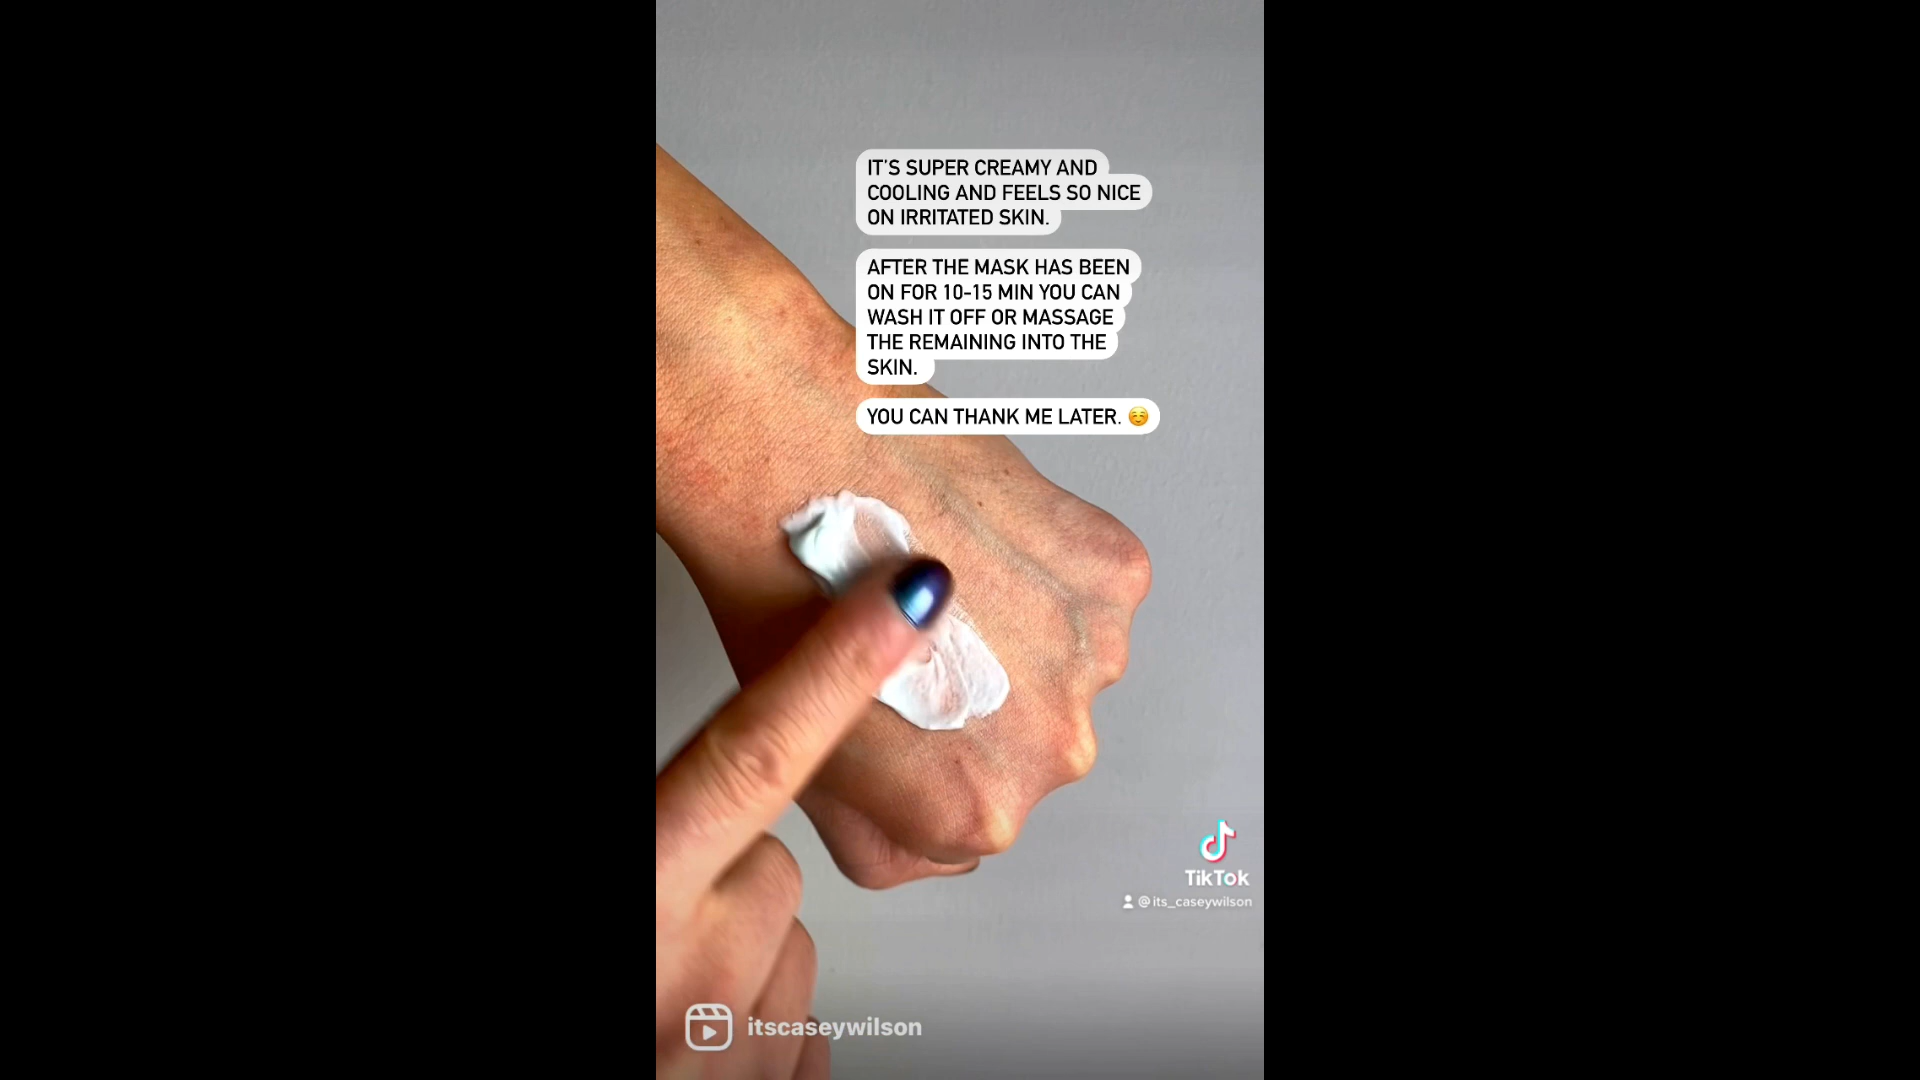 IT'S SUPER CREAMY AND
COOLING AND FEELS SO NICE
ON IRRITATED SKIN.
AFTER THE MASK HAS BEEN
ON FOR 10-15 MIN YOU CAN
WASH IT OFF OR MASSAGE
THE REMAINING INTO THE
SKIN.
YOU CAN THANK ME LATER. ☺️
TikTok
@its_caseywilson
itscaseywilson